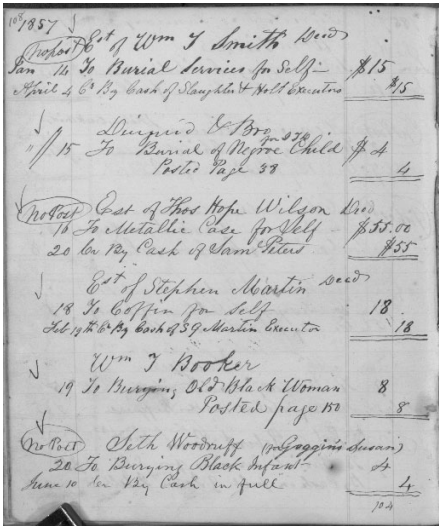 108 1857
no post Est of Wm T Smith Decd
Jan 14 To Burial Services for Self $15
April 4 Cr By Cash of Slaughter & Holt Executors $15
& Bro
" 15 To Burial of Negroe Child $4
Posted Page 38 4
No Post Est of Thos Hope Wilson Decd
16 To Metallic Case for Self $55.00
20 Cr By Cash of Sam Peters $55
Est of Stephen Martin Decd
18 To Coffin for Self 18
Feb 19th Cr By Cash of S G Martin Executor 18
Wm T Booker
19 To Burying Old Black Woman 8
Posted page 150 8
No Post Seth Woodruff (for Goggins Susan)
20 To Burying Black Infant 4
June 10 Cr By Cash in full 4
104